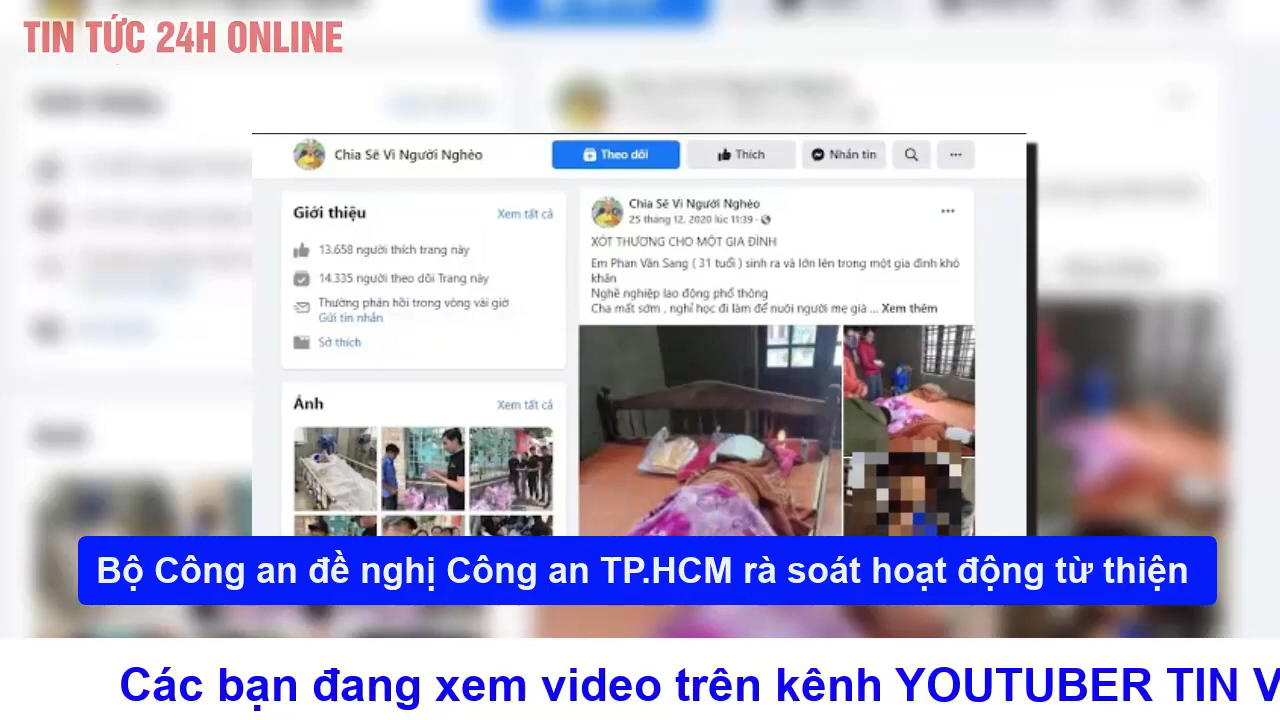 TIN TỨC 24H ONLINE
Chia Sẽ Vì Người Nghèo
Theo dõi
Thích
Nhắn tin
Giới thiệu
Xem tất cả
13.658 người thích trang này
14.335 người theo dõi Trang này
Thường phản hồi trong vòng vài giờ
Gửi tin nhắn
Sở thích
Ảnh
Xem tất cả
Chia Sẽ Vì Người Nghèo
25 tháng 12, 2020 lúc 11:39 ·
XÓT THƯƠNG CHO MỘT GIA ĐÌNH
Em Phan Văn Sang ( 31 tuổi ) sinh ra và lớn lên trong một gia đình khó
khăn
Nghề nghiệp lao động phổ thông
Cha mất sớm , nghỉ học đi làm để nuôi người mẹ già ... Xem thêm
Bộ Công an đề nghị Công an TP.HCM rà soát hoạt động từ thiện
Các bạn đang xem video trên kênh YOUTUBER TIN V